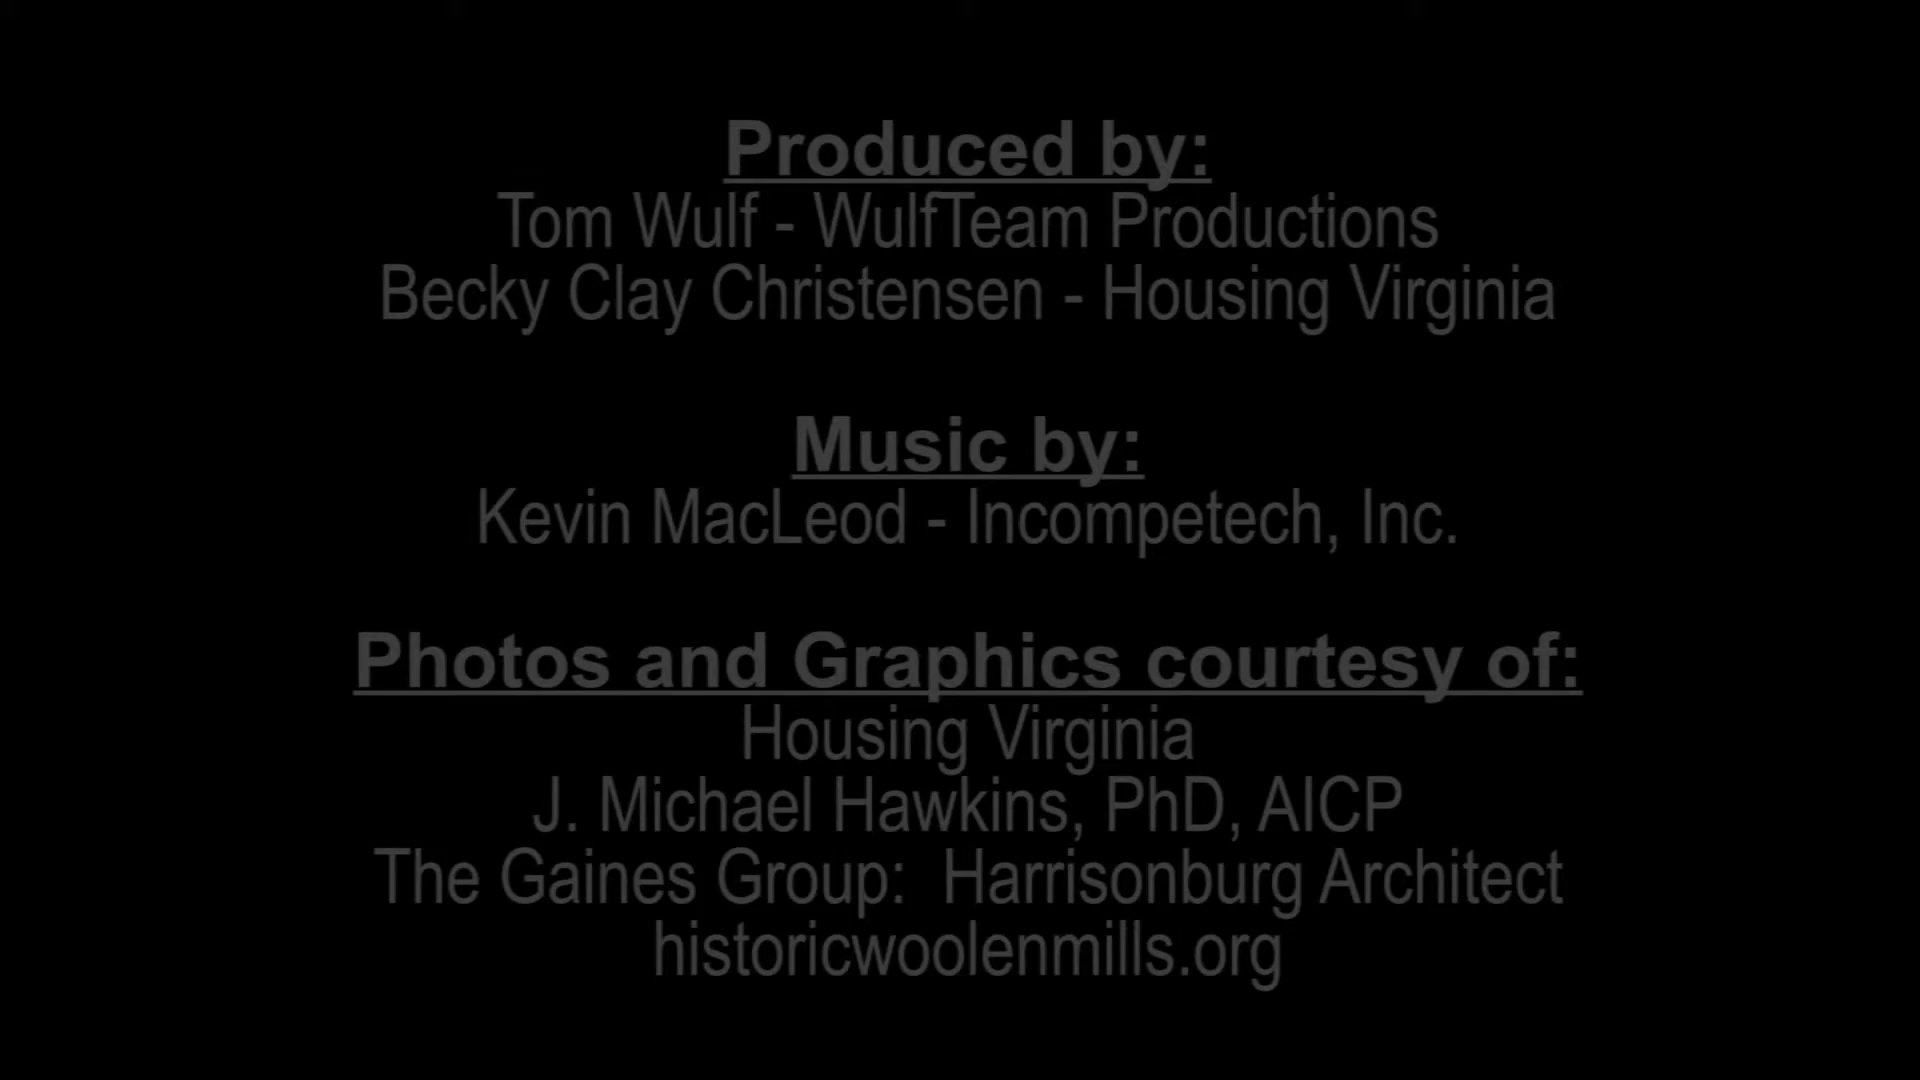 Produced by:
Tom Wulf - WulfTeam Productions
Becky Clay Christensen - Housing Virginia
Music by:
Kevin MacLeod - Incompetech, Inc.
Photos and Graphics courtesy of:
Housing Virginia
J. Michael Hawkins, PhD, AICP
The Gaines Group:  Harrisonburg Architect
historicwoolenmills.org